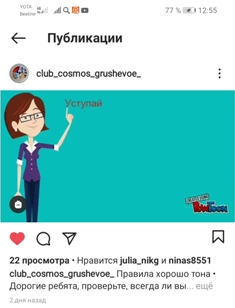 YOTA
Beeline
77 %
12:55
Публикации
club_cosmos_grushevoe_
Уступай
POWTOON
22 просмотра • Нравится julia_nikg и ninas8551
club_cosmos_grushevoe_ Правила хорошо тона •
Дорогие ребята, проверьте, всегда ли вы... ещё
2 дня назад